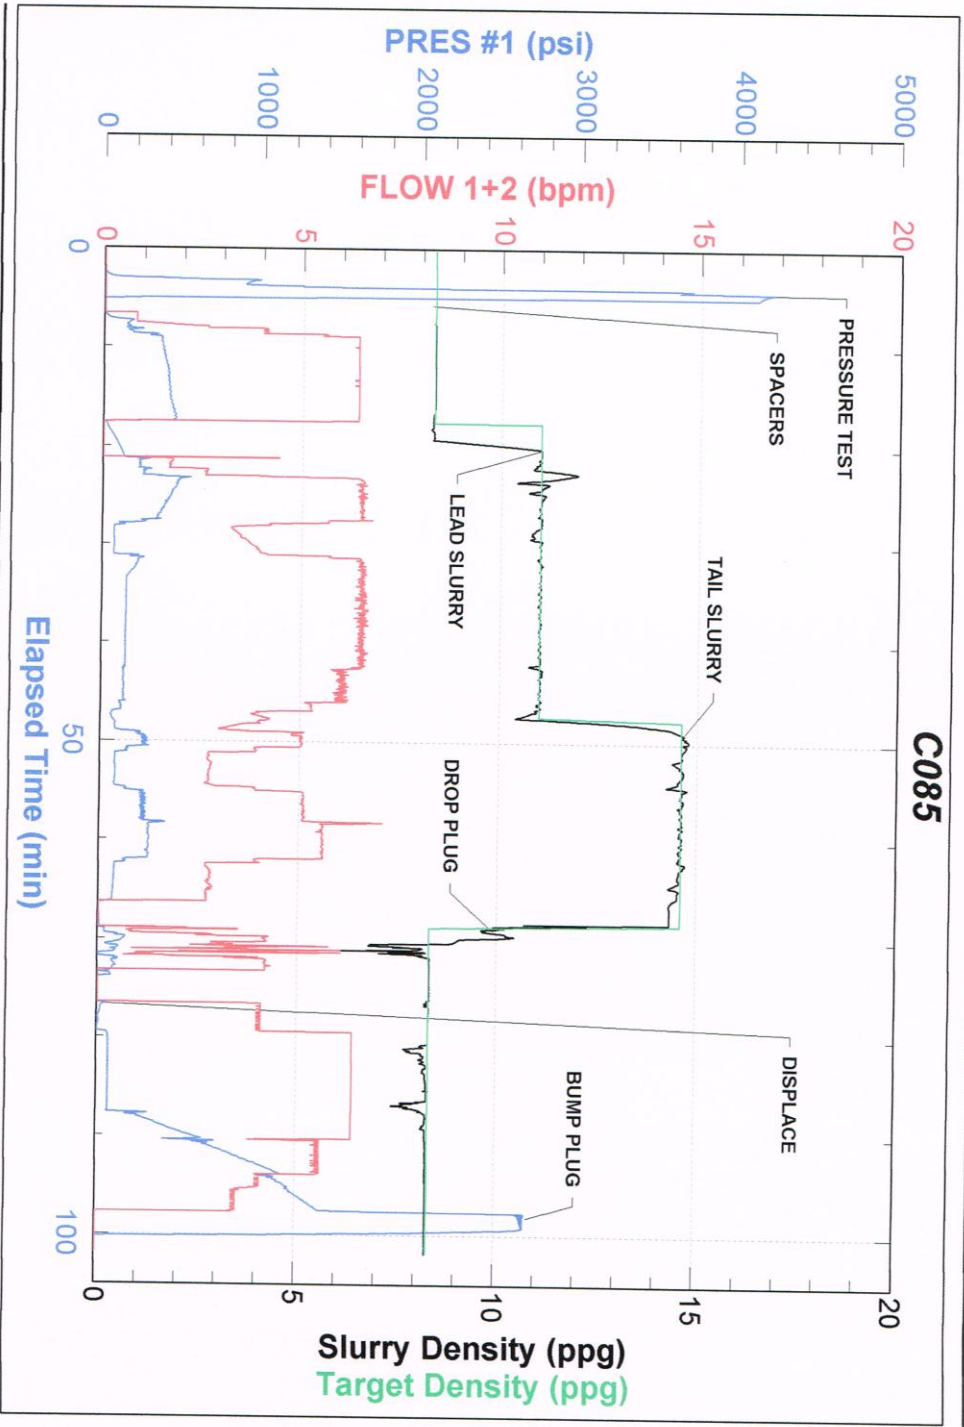 C085
PRES #1 (psi)
5000
4000
3000
2000
1000
0
FLOW 1+2 (bpm)
20
15
10
5
0
PRESSURE TEST
SPACERS
LEAD SLURRY
TAIL SLURRY
DROP PLUG
DISPLACE
BUMP PLUG
20
15
10
5
0
Slurry Density (ppg)
Target Density (ppg)
0
50
100
Elapsed Time (min)